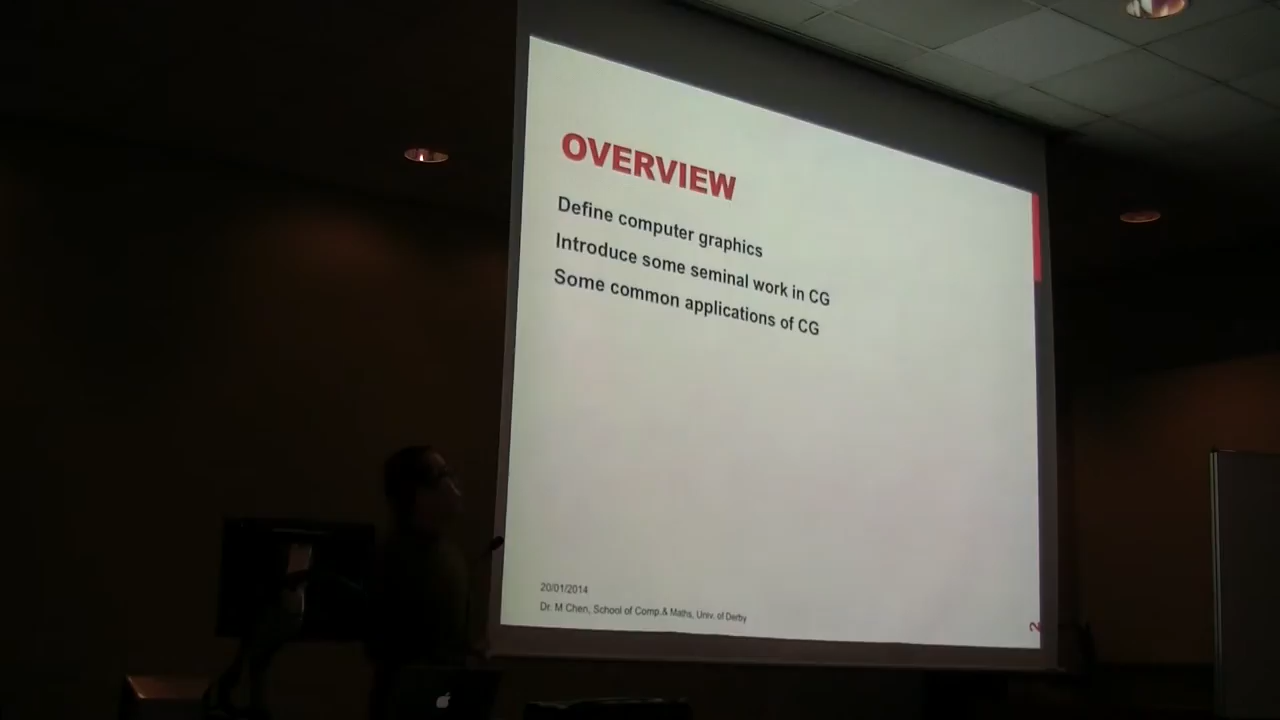 OVERVIEW
Define computer graphics
Introduce some seminal work in CG
Some common applications of CG
20/01/2014
Dr. M Chen, School of Comp.& Maths, Univ. of Derby
2